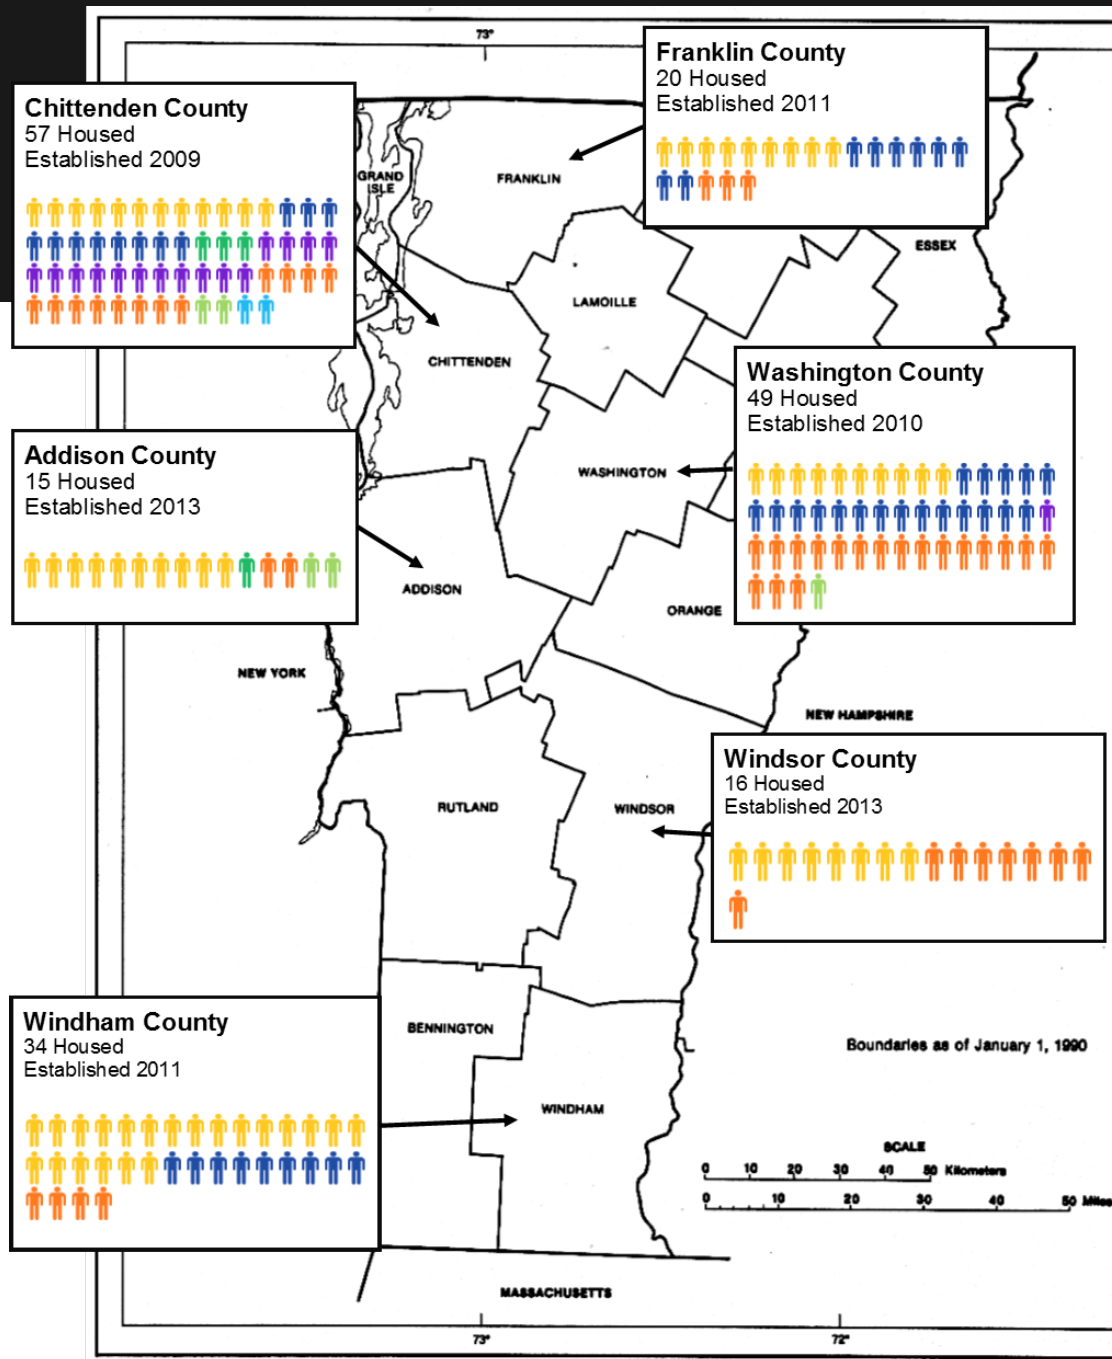 73°
Franklin County
20 Housed
Established 2011
Chittenden County
57 Housed
Established 2009
GRAND
ISLE
FRANKLIN
ESSEX
LAMOILLE
CHITTENDEN
Washington County
49 Housed
Established 2010
WASHINGTON
Addison County
15 Housed
Established 2013
ADDISON
ORANGE
NEW YORK
NEW HAMPSHIRE
Windsor County
16 Housed
Established 2013
RUTLAND
WINDSOR
Windham County
34 Housed
Established 2011
BENNINGTON
Boundaries as of January 1, 1990
WINDHAM
SCALE
0 10 20 30 40 50 Kilometers
0 10 20 30 40 50 Miles
MASSACHUSETTS
73°
72°